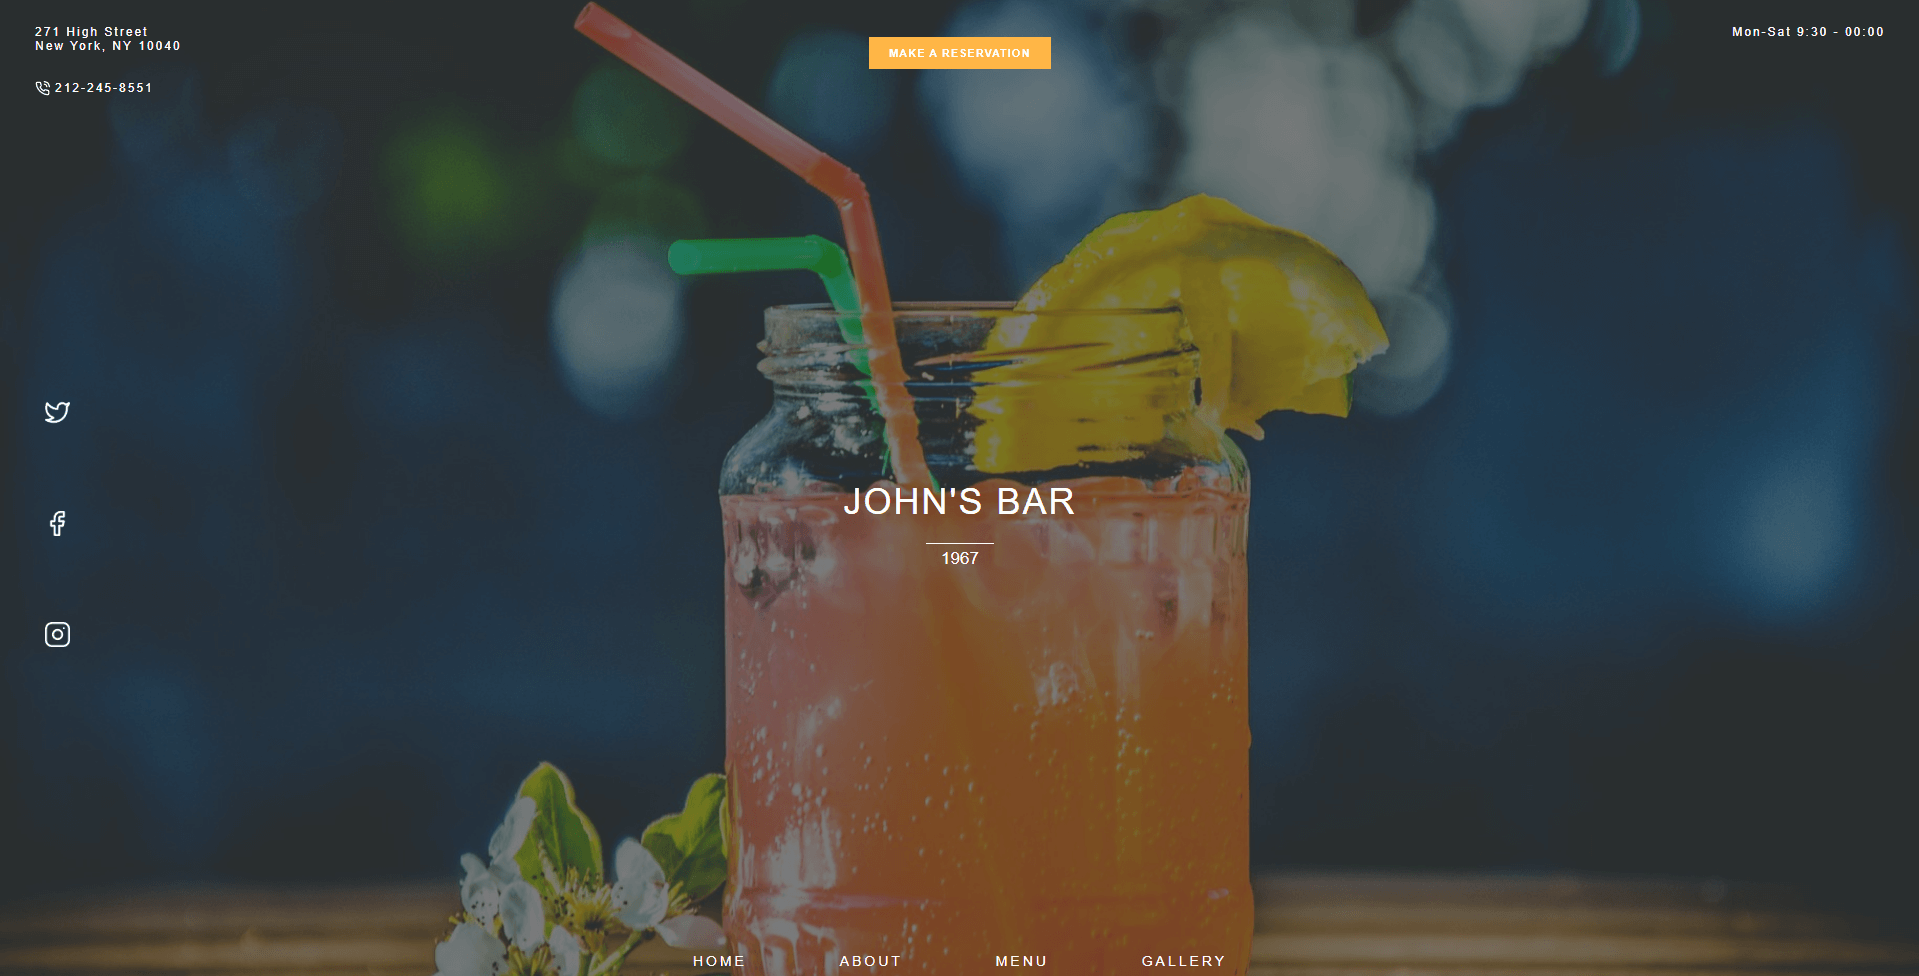 271 High Street
New York, NY 10040
212-245-8551
MAKE A RESERVATION
Mon-Sat 9:30 - 00:00
JOHN'S BAR
1967
HOME
ABOUT
MENU
GALLERY